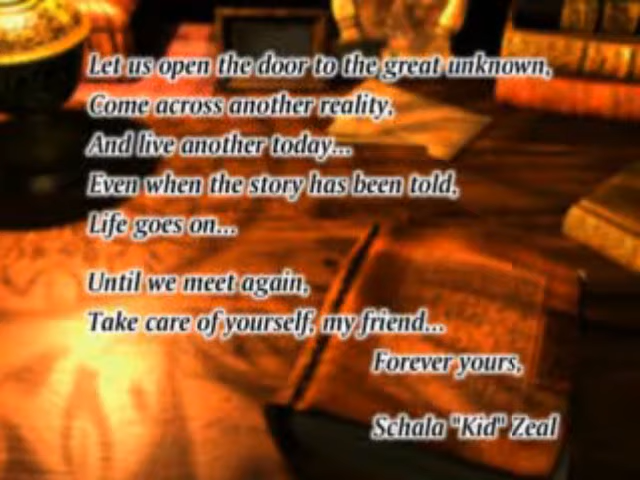 Let us open the door to the great unknown,
Come across another reality,
And live another today...
Even when the story has been told,
Life goes on...
Until we meet again,
Take care of yourself, my friend...
Forever yours,
Schala "Kid" Zeal